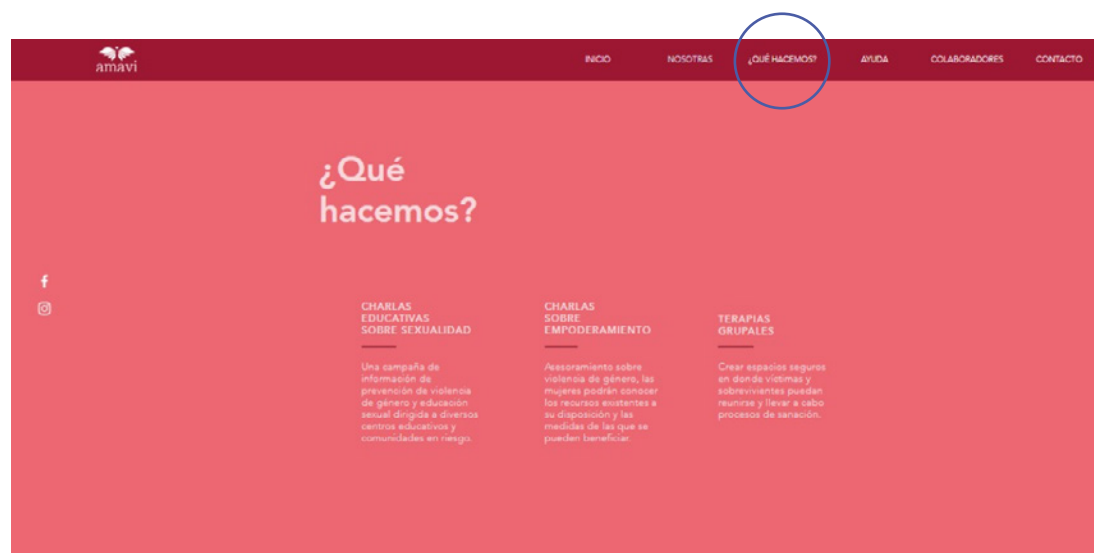 amavi
INICIO
NOSOTRAS
¿QUÉ HACEMOS?
AYUDA
COLABORADORES
CONTACTO
¿Qué
hacemos?
CHARLAS
EDUCATIVAS
SOBRE SEXUALIDAD
Una campaña de
información de
prevención de violencia
de género y educación
sexual dirigida a diversos
centros educativos y
comunidades en riesgo.
CHARLAS
SOBRE
EMPODERAMIENTO
Asesoramiento sobre
violencia de género, las
mujeres podrán conocer
los recursos existentes a
su disposición y las
medidas de las que se
pueden beneficiar.
TERAPIAS
GRUPALES
Crear espacios seguros
en donde víctimas y
sobrevivientes puedan
reunirse y llevar a cabo
procesos de sanación.